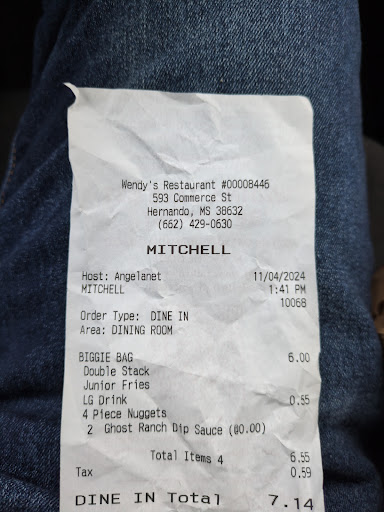 Wendy's Restaurant #00008446
593 Commerce St
Hernando, MS 38632
(662) 429-0630
MITCHELL
Host: Angelanet 11/04/2024
MITCHELL 1:41 PM
10068
Order Type: DINE IN
Area: DINING ROOM
BIGGIE BAG 6.00
Double Stack
Junior Fries
LG Drink 0.55
4 Piece Nuggets
2 Ghost Ranch Dip Sauce (@0.00)
Total Items 4 6.55
Tax 0.59
DINE IN Total 7.14